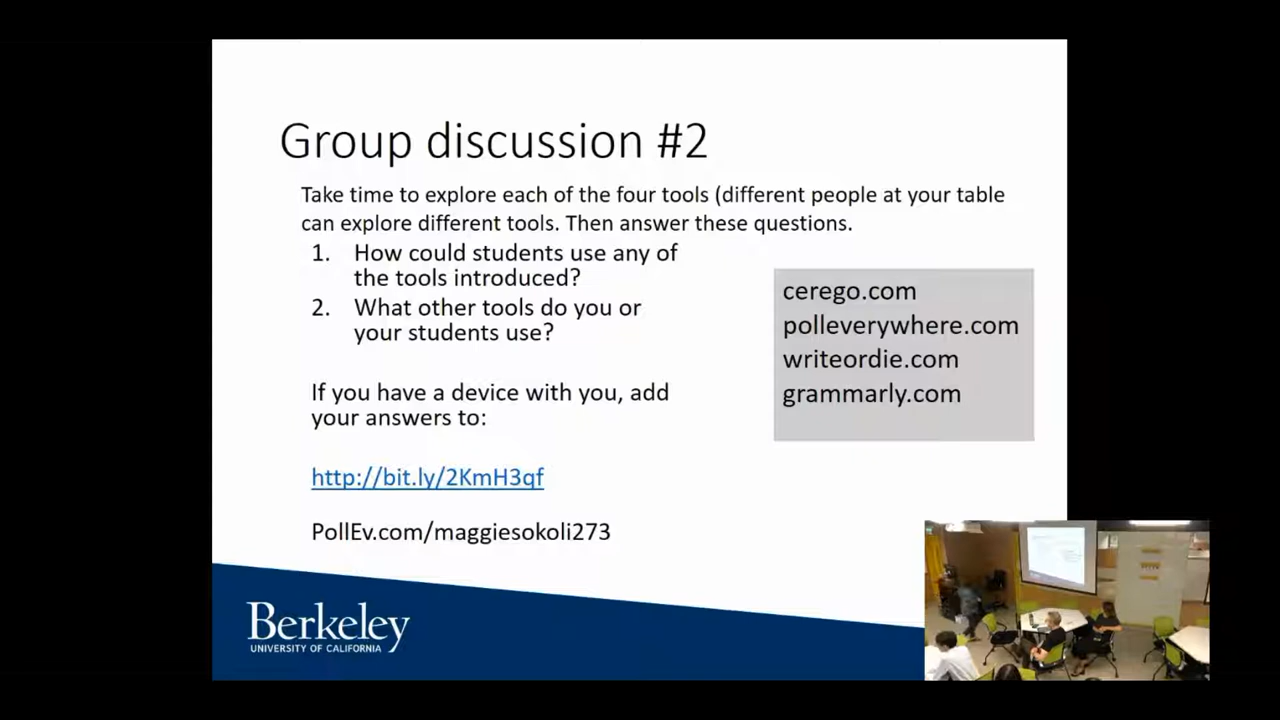 Group discussion #2
Take time to explore each of the four tools (different people at your table
can explore different tools. Then answer these questions.
1. How could students use any of
the tools introduced?
2. What other tools do you or
your students use?
If you have a device with you, add
your answers to:
http://bit.ly/2KmH3qf
PollEv.com/maggiesokoli273
cerego.com
polleverywhere.com
writeordie.com
grammarly.com
Berkeley
UNIVERSITY OF CALIFORNIA